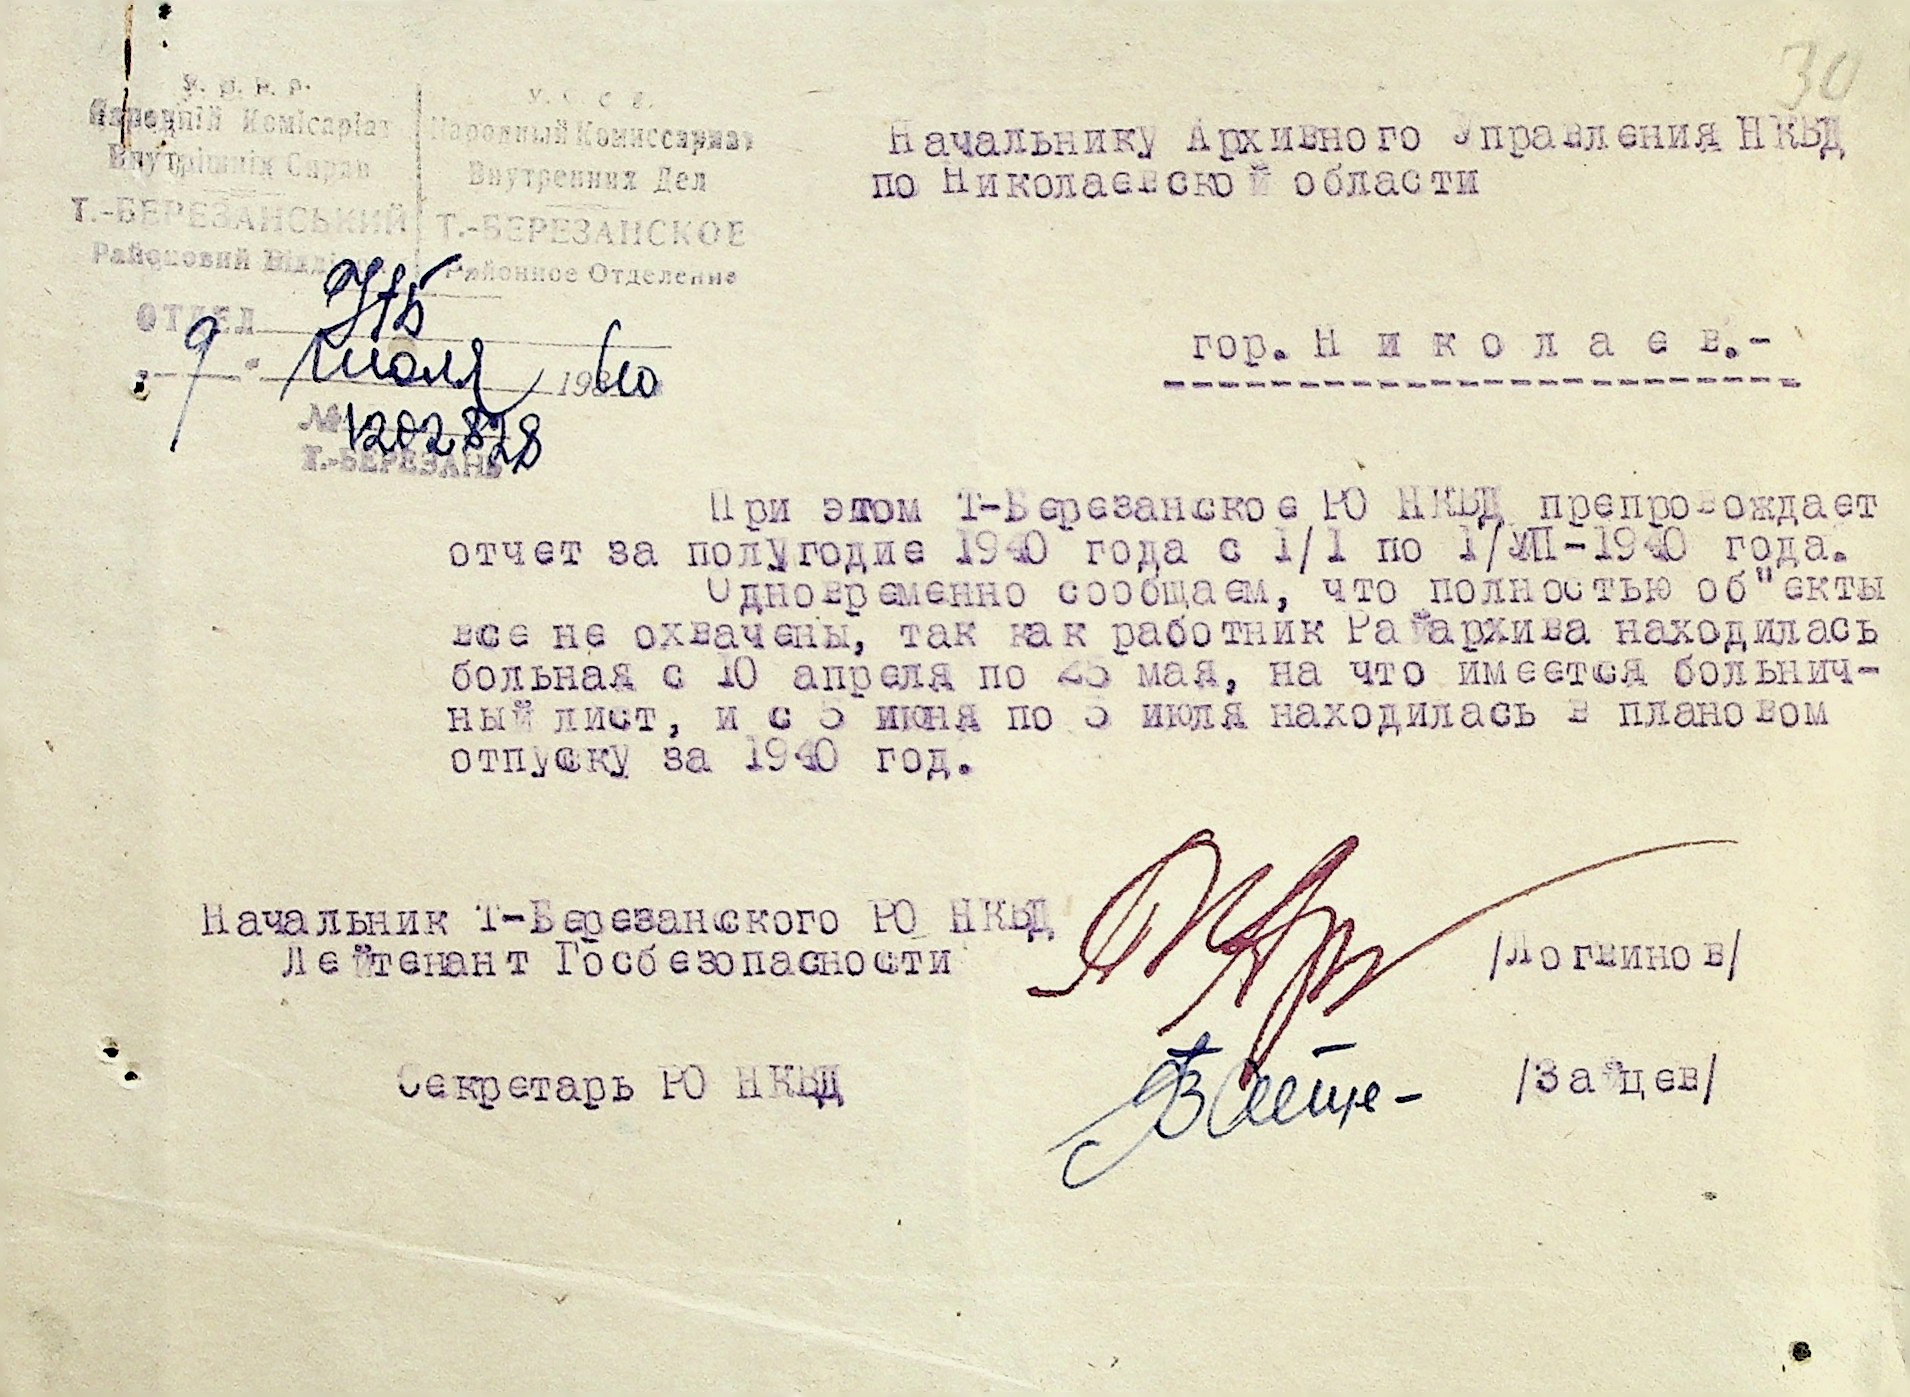 30
У. Р. С. Р.
Народній Комісаріат
Внутрішніх Справ
Т.-БЕРЕЗАНСЬКИЙ
Районовий Відділ
У. С. С. Р.
Народный Комиссариат
Внутренних Дел
Т.-БЕРЕЗАНСКОЕ
Районное Отделение
ОТДЕЛ
9 июля 1940
№ 1202828
Т.-БЕРЕЗАНЬ
Начальнику Архивного Управления НКВД
по Николаевской области
гор. Н и к о л а е в.-
При этом Т-Березанское РО НКВД препровождает
отчет за полугодие 1940 года с 1/1 по 1/УП-1940 года.
Одновременно сообщаем, что полностью об"екты
все не охвачены, так как работник Райархива находилась
больная с 10 апреля по 25 мая, на что имеется больнич-
ный лист, и с 5 июня по 5 июля находилась в плановом
отпуску за 1940 год.
Начальник Т-Березанского РО НКВД
Лейтенант Госбезопасности /Логвинов/
Секретарь РО НКВД /Зайцев/